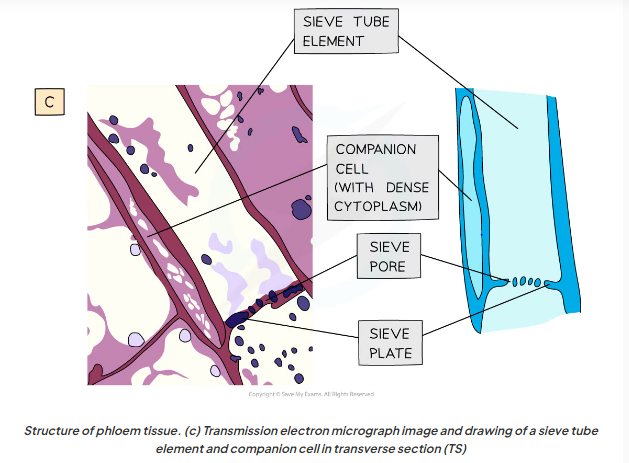 SIEVE TUBE
ELEMENT
C
COMPANION
CELL
(WITH DENSE
CYTOPLASM)
SIEVE
PORE
SIEVE
PLATE
Copyright © Save My Exams. All Rights Reserved
Structure of phloem tissue. (c) Transmission electron micrograph image and drawing of a sieve tube
element and companion cell in transverse section (TS)